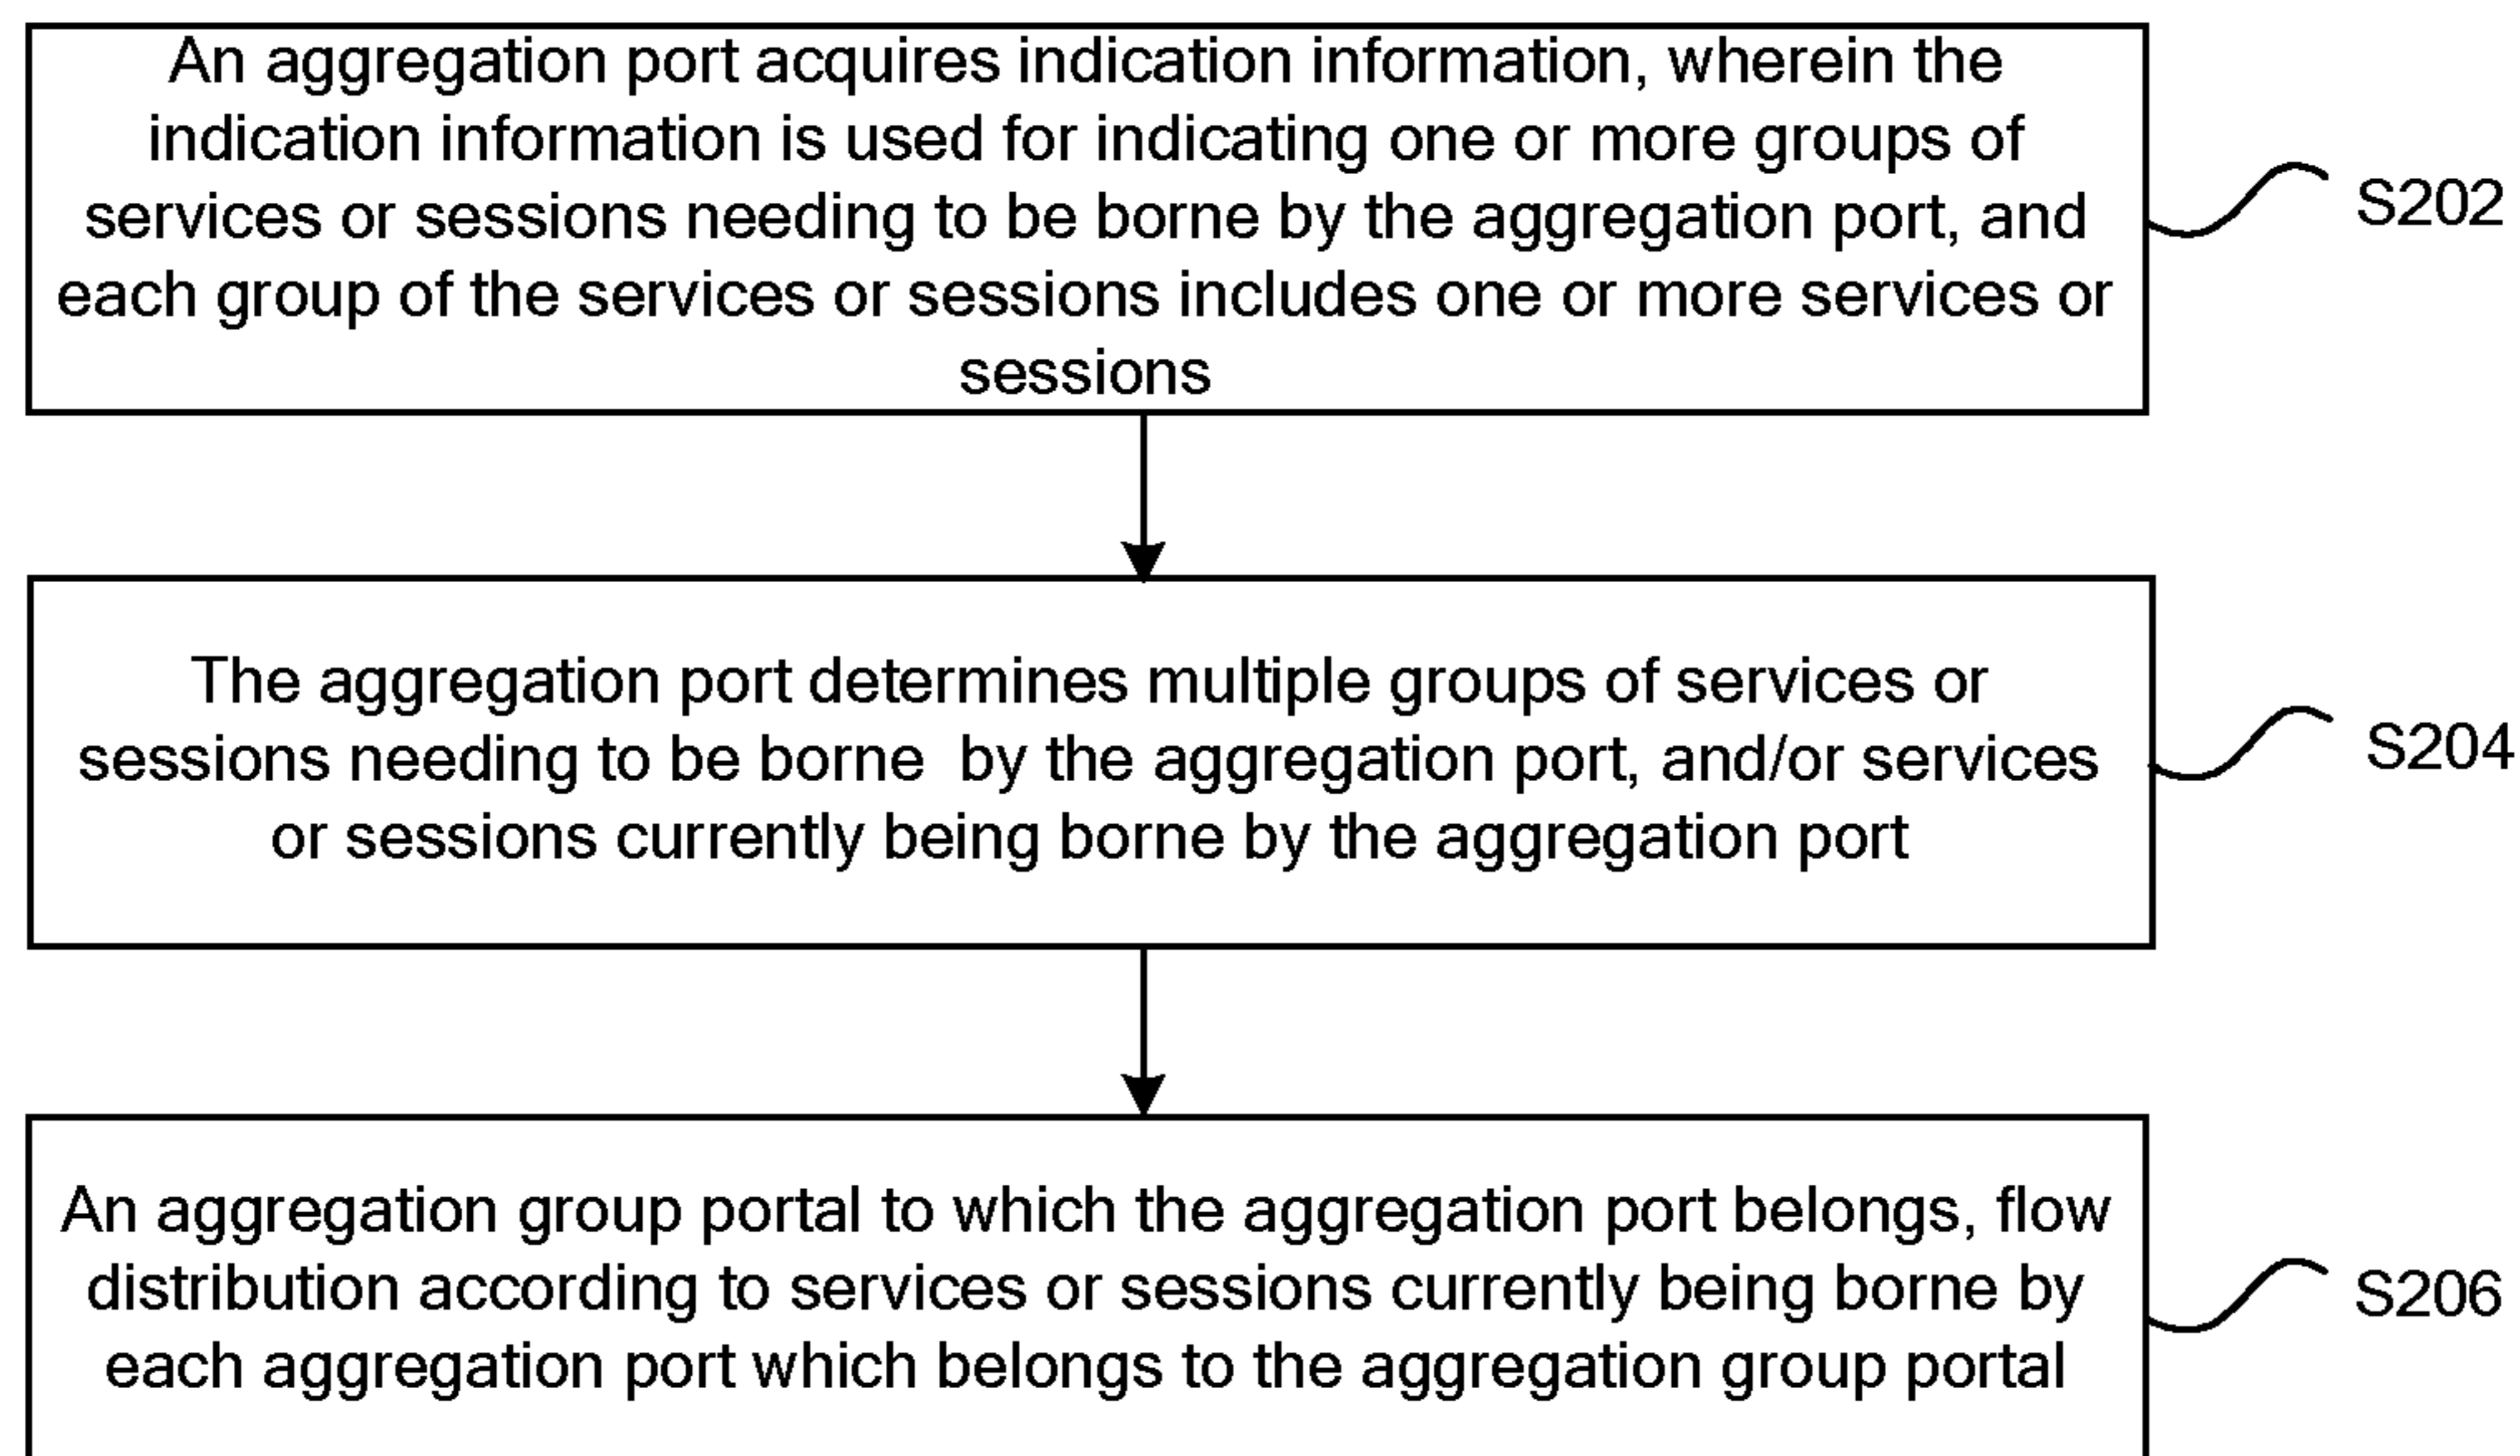 An aggregation port acquires indication information, wherein the
indication information is used for indicating one or more groups of
services or sessions needing to be borne by the aggregation port, and
each group of the services or sessions includes one or more services or
sessions
S202
The aggregation port determines multiple groups of services or
sessions needing to be borne by the aggregation port, and/or services
or sessions currently being borne by the aggregation port
S204
An aggregation group portal to which the aggregation port belongs, flow
distribution according to services or sessions currently being borne by
each aggregation port which belongs to the aggregation group portal
S206